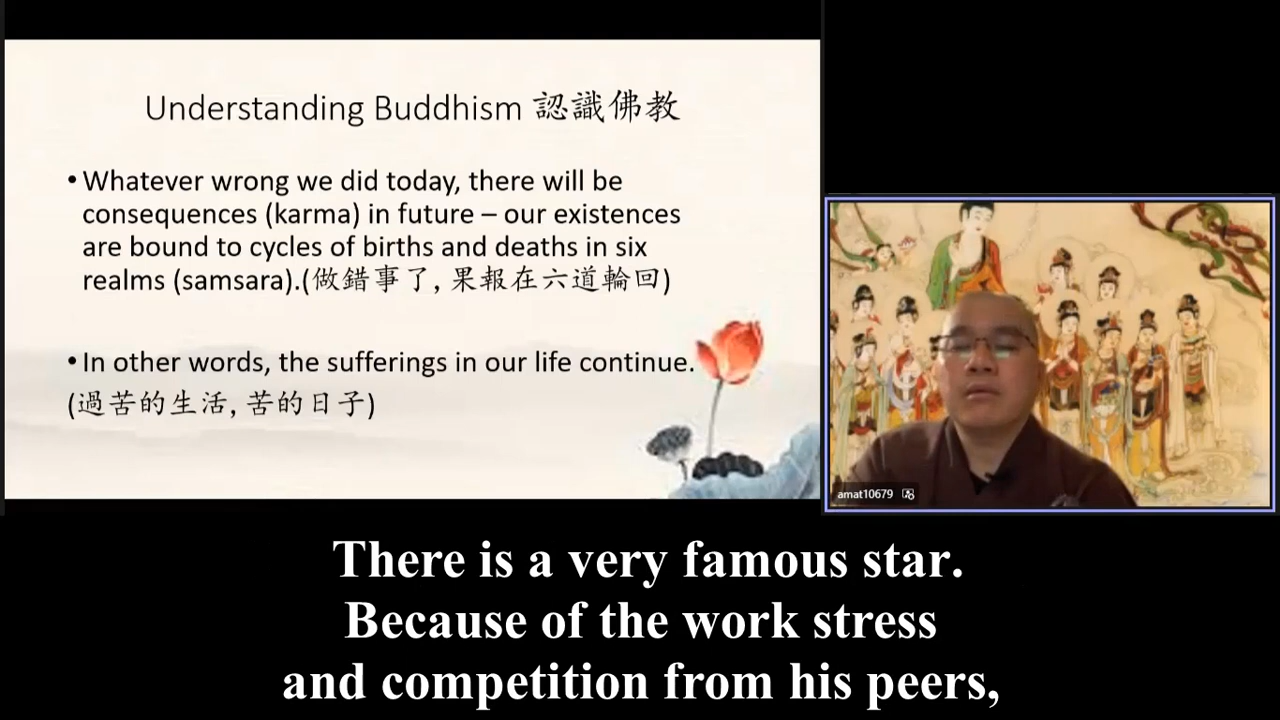 Understanding Buddhism 認識佛教
• Whatever wrong we did today, there will be
consequences (karma) in future – our existences
are bound to cycles of births and deaths in six
realms (samsara).(做錯事了, 果報在六道輪回)
• In other words, the sufferings in our life continue.
(過苦的生活, 苦的日子)
amat10679
There is a very famous star.
Because of the work stress
and competition from his peers,